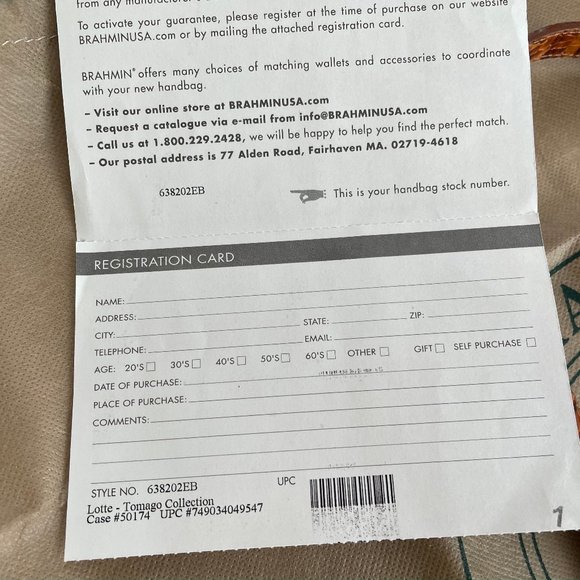 from any manufacturer's
To activate your guarantee, please register at the time of purchase on our website
BRAHMINUSA.com or by mailing the attached registration card.
BRAHMIN® offers many choices of matching wallets and accessories to coordinate
with your new handbag.
– Visit our online store at BRAHMINUSA.com
– Request a catalogue via e-mail from info@BRAHMINUSA.com
– Call us at 1.800.229.2428, we will be happy to help you find the perfect match.
– Our postal address is 77 Alden Road, Fairhaven MA. 02719-4618
638202EB This is your handbag stock number.
REGISTRATION CARD
NAME:
ADDRESS:
CITY: STATE: ZIP:
TELEPHONE: EMAIL:
AGE: 20'S 30'S 40'S 50'S 60'S OTHER GIFT SELF PURCHASE
DATE OF PURCHASE:
PLACE OF PURCHASE:
COMMENTS:
STYLE NO. 638202EB UPC
Lotte - Tomago Collection
Case #50174 UPC #749034049547
1